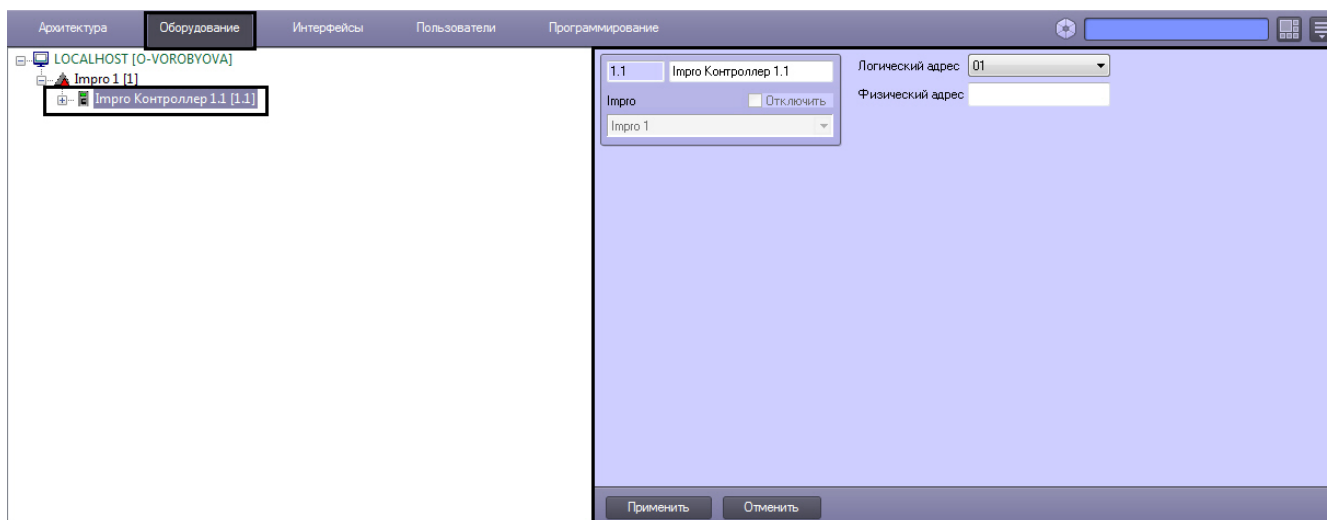 Архитектура Оборудование Интерфейсы Пользователи Программирование
LOCALHOST [O-VOROBYOVA]
Impro 1 [1]
Impro Контроллер 1.1 [1.1]
1.1 Impro Контроллер 1.1
Impro Отключить
Impro 1
Логический адрес 01
Физический адрес
Применить Отменить